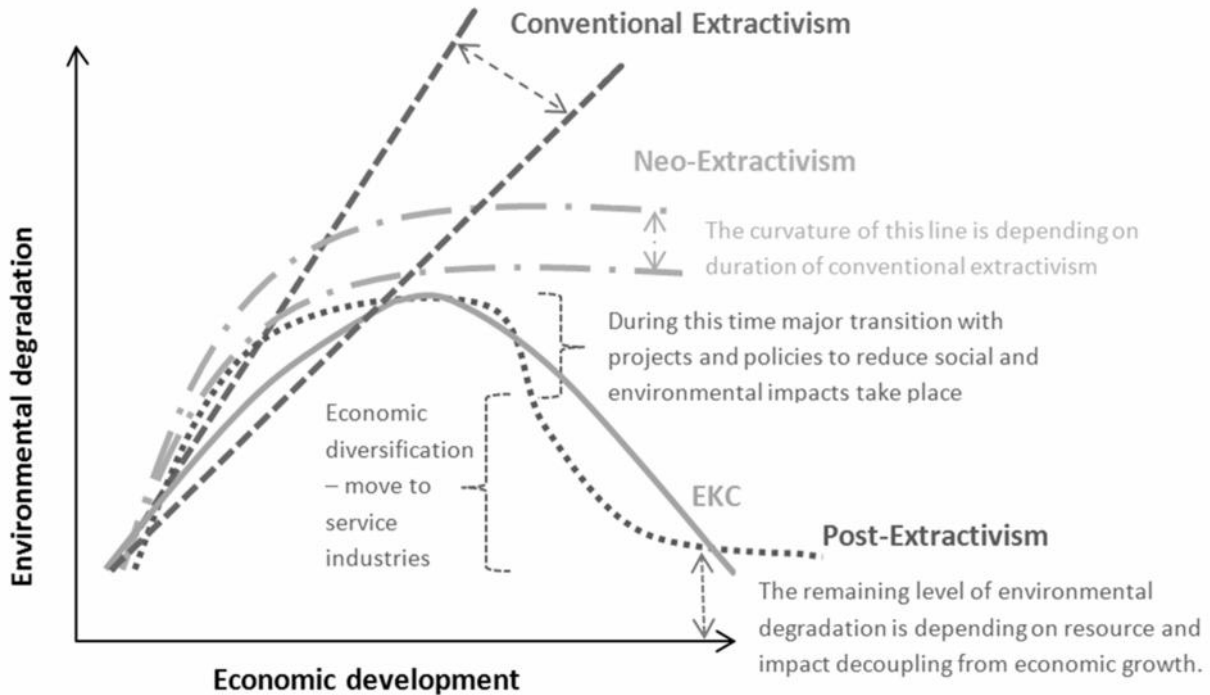 Conventional Extractivism
Neo-Extractivism
The curvature of this line is depending on
duration of conventional extractivism
During this time major transition with
projects and policies to reduce social and
environmental impacts take place
Economic
diversification
– move to
service
industries
EKC
Post-Extractivism
The remaining level of environmental
degradation is depending on resource and
impact decoupling from economic growth.
Environmental degradation
Economic development